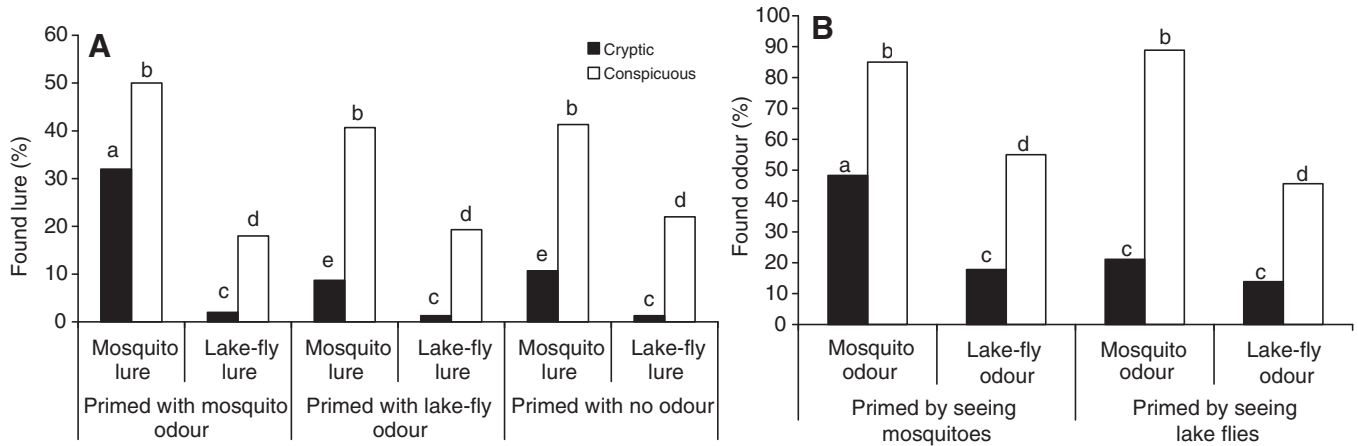 A
Found lure (%)
60
50
40
30
20
10
0
Cryptic
Conspicuous
a
b
c
d
e
b
c
d
e
b
c
d
Mosquito lure
Lake-fly lure
Mosquito lure
Lake-fly lure
Mosquito lure
Lake-fly lure
Primed with mosquito odour
Primed with lake-fly odour
Primed with no odour
B
Found odour (%)
100
90
80
70
60
50
40
30
20
10
0
a
b
c
d
c
b
c
d
Mosquito odour
Lake-fly odour
Mosquito odour
Lake-fly odour
Primed by seeing mosquitoes
Primed by seeing lake flies